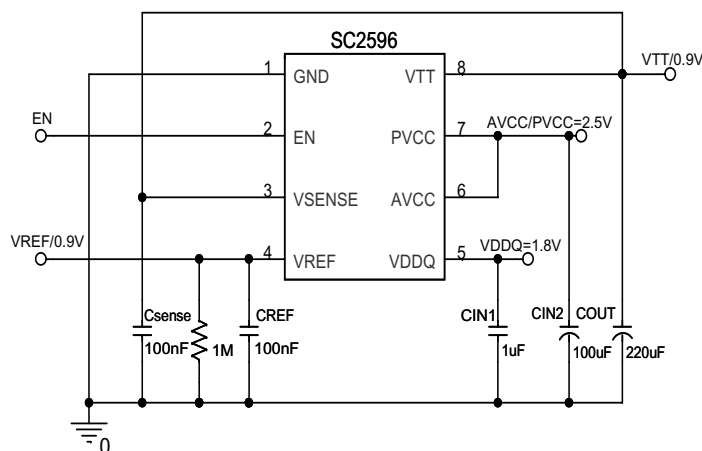 SC2596
1 GND VTT 8 VTT/0.9V
EN 2 EN PVCC 7 AVCC/PVCC=2.5V
3 VSENSE AVCC 6
VREF/0.9V 4 VREF VDDQ 5 VDDQ=1.8V
Csense CREF CIN1 CIN2 COUT
100nF 1M 100nF 1uF 100uF 220uF
0